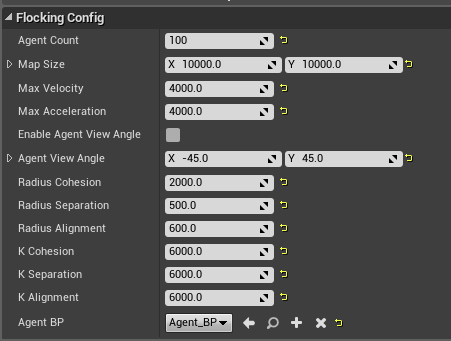 Flocking Config
Agent Count 100
Map Size X 10000.0 Y 10000.0
Max Velocity 4000.0
Max Acceleration 4000.0
Enable Agent View Angle
Agent View Angle X -45.0 Y 45.0
Radius Cohesion 2000.0
Radius Separation 500.0
Radius Alignment 600.0
K Cohesion 6000.0
K Separation 6000.0
K Alignment 6000.0
Agent BP Agent_BP